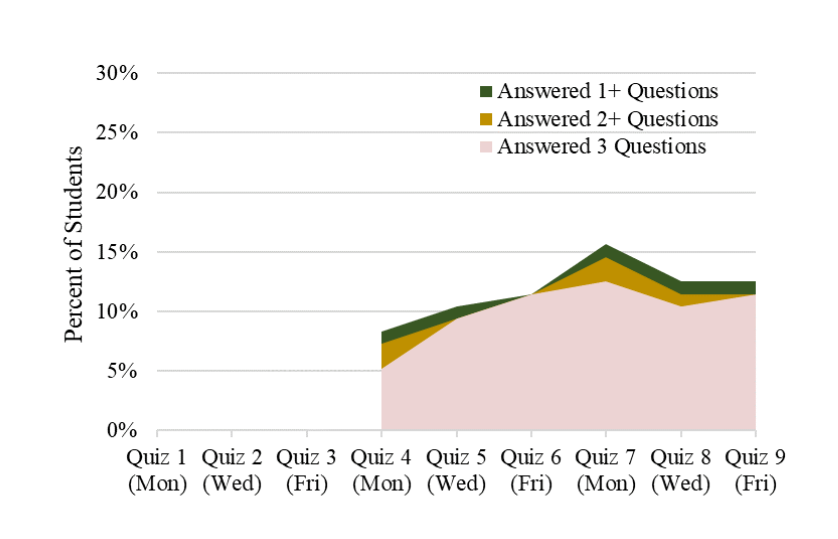 30%
25%
20%
15%
10%
5%
0%
Percent of Students
Answered 1+ Questions
Answered 2+ Questions
Answered 3 Questions
Quiz 1 Quiz 2 Quiz 3 Quiz 4 Quiz 5 Quiz 6 Quiz 7 Quiz 8 Quiz 9
(Mon) (Wed) (Fri) (Mon) (Wed) (Fri) (Mon) (Wed) (Fri)